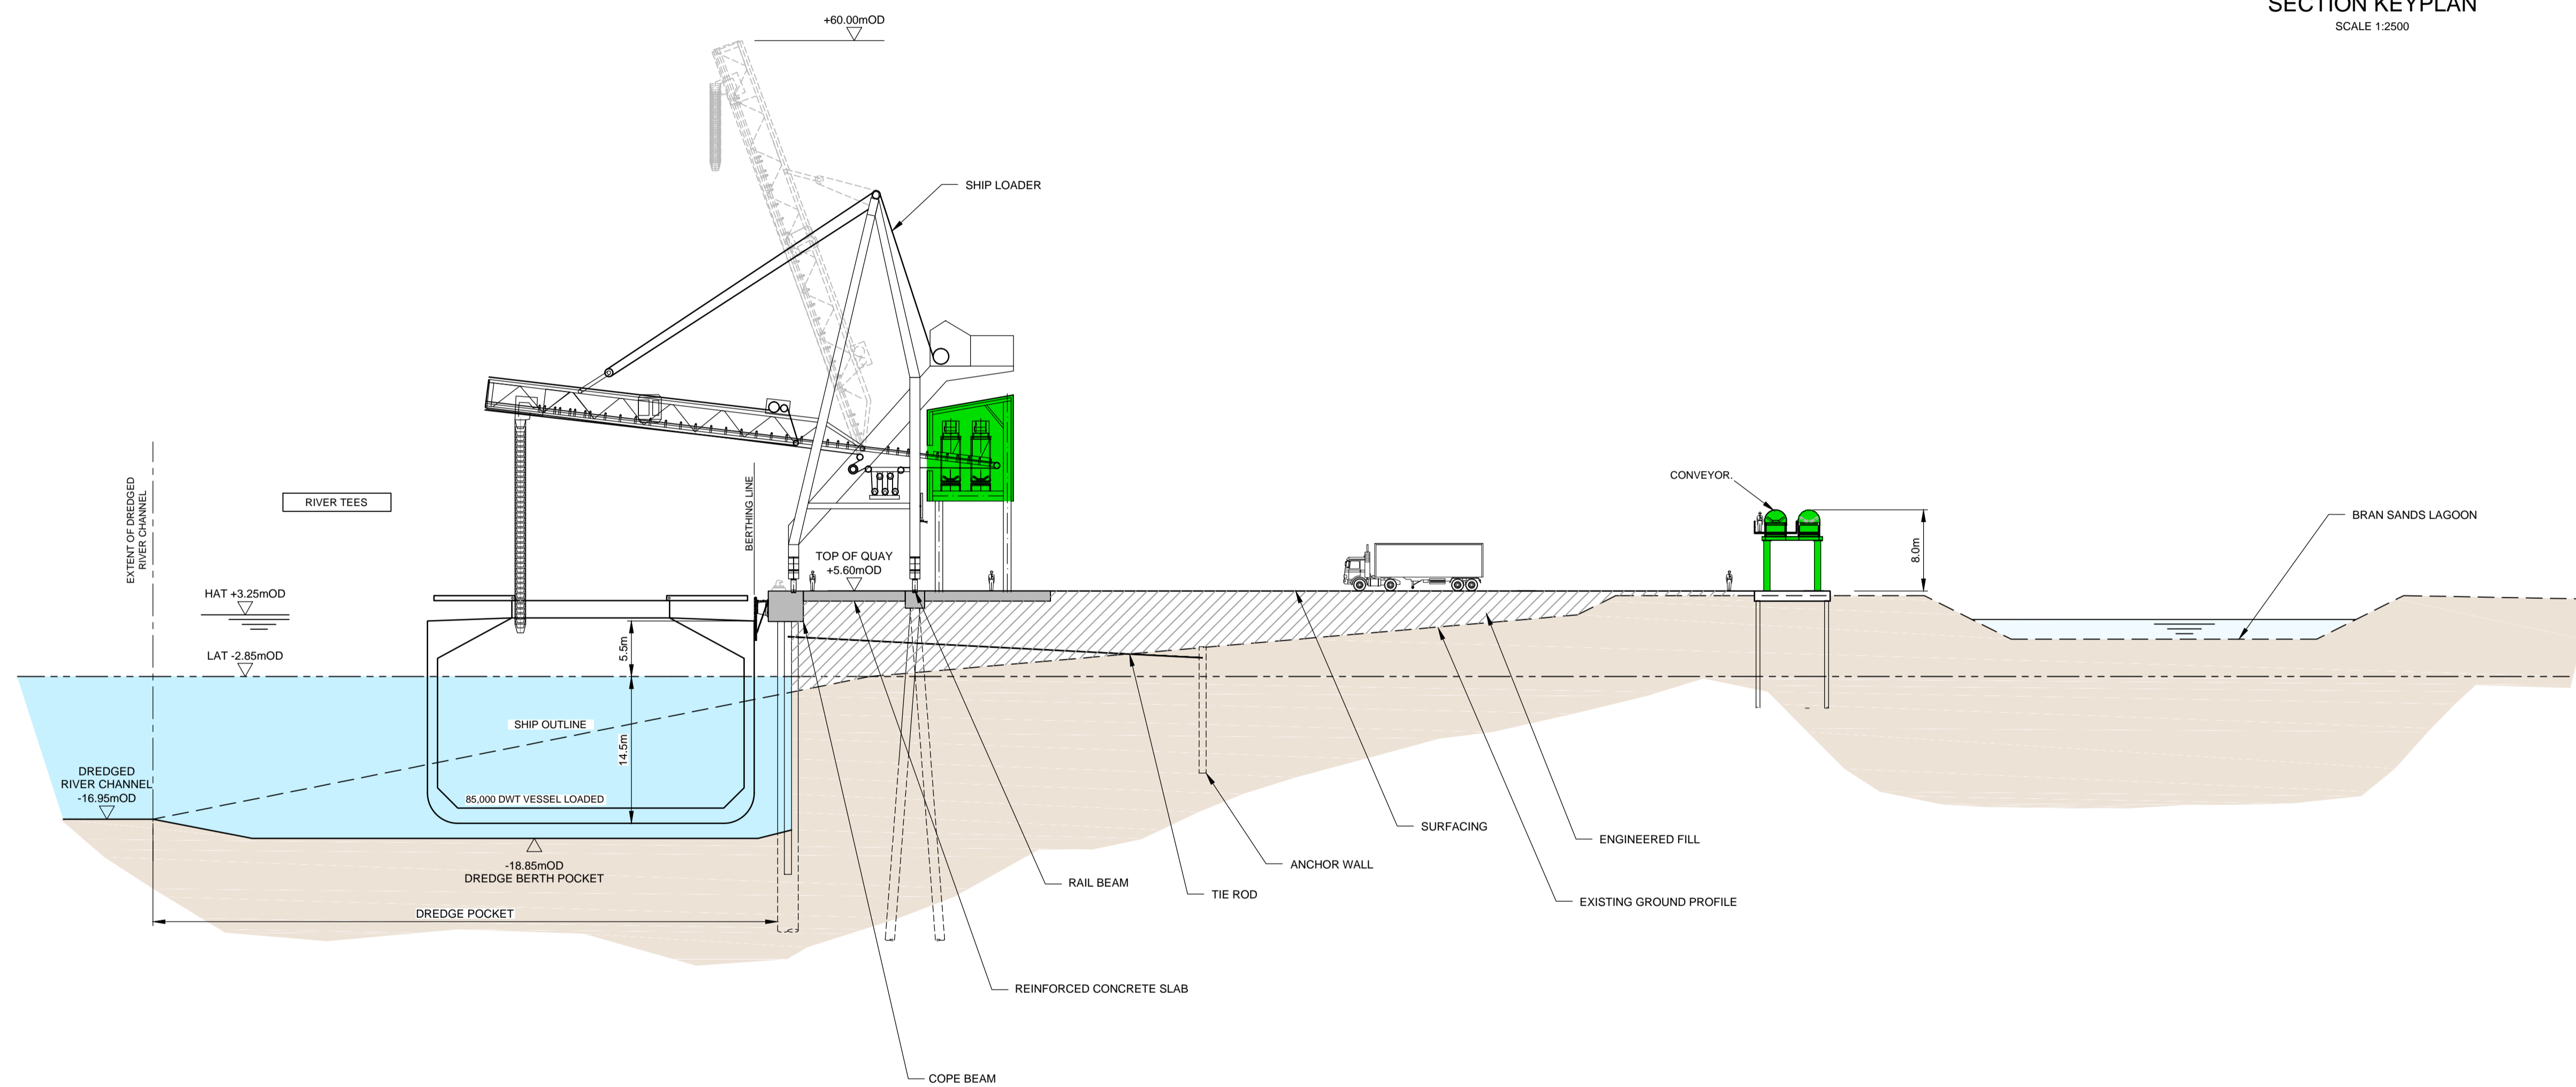 SECTION KEYPLAN
SCALE 1:2500
+60.00mOD
SHIP LOADER
CONVEYOR.
BRAN SANDS LAGOON
8.0m
EXTENT OF DREDGED
RIVER CHANNEL
RIVER TEES
BERTHING LINE
TOP OF QUAY
+5.60mOD
HAT +3.25mOD
LAT -2.85mOD
5.5m
SHIP OUTLINE
14.5m
DREDGED
RIVER CHANNEL
-16.95mOD
85,000 DWT VESSEL LOADED
-18.85mOD
DREDGE BERTH POCKET
DREDGE POCKET
SURFACING
ENGINEERED FILL
ANCHOR WALL
RAIL BEAM
TIE ROD
EXISTING GROUND PROFILE
REINFORCED CONCRETE SLAB
COPE BEAM